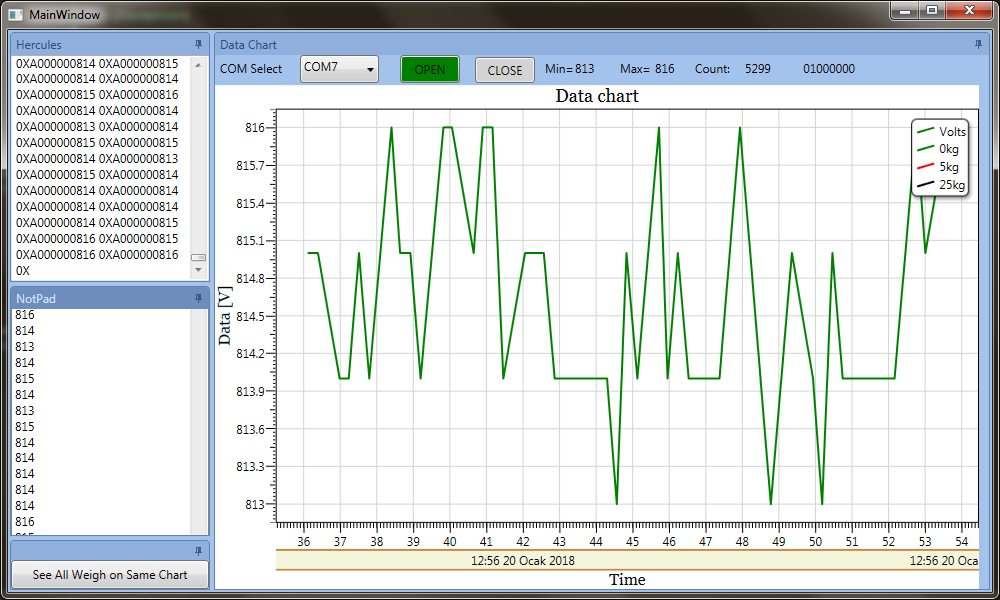 MainWindow
Hercules
0XA000000814 0XA000000815
0XA000000814 0XA000000814
0XA000000815 0XA000000816
0XA000000814 0XA000000814
0XA000000813 0XA000000814
0XA000000815 0XA000000815
0XA000000814 0XA000000813
0XA000000815 0XA000000814
0XA000000814 0XA000000814
0XA000000814 0XA000000814
0XA000000814 0XA000000815
0XA000000816 0XA000000815
0XA000000816 0XA000000816
0X
NotPad
816
814
813
814
815
814
813
815
814
814
814
814
814
816
See All Weigh on Same Chart
Data Chart
COM Select COM7 OPEN CLOSE Min= 813 Max= 816 Count: 5299 01000000
Data chart
Volts
0kg
5kg
25kg
Data [V]
816
815.7
815.4
815.1
814.8
814.5
814.2
813.9
813.6
813.3
813
36 37 38 39 40 41 42 43 44 45 46 47 48 49 50 51 52 53 54
12:56 20 Ocak 2018 12:56 20 Oca
Time